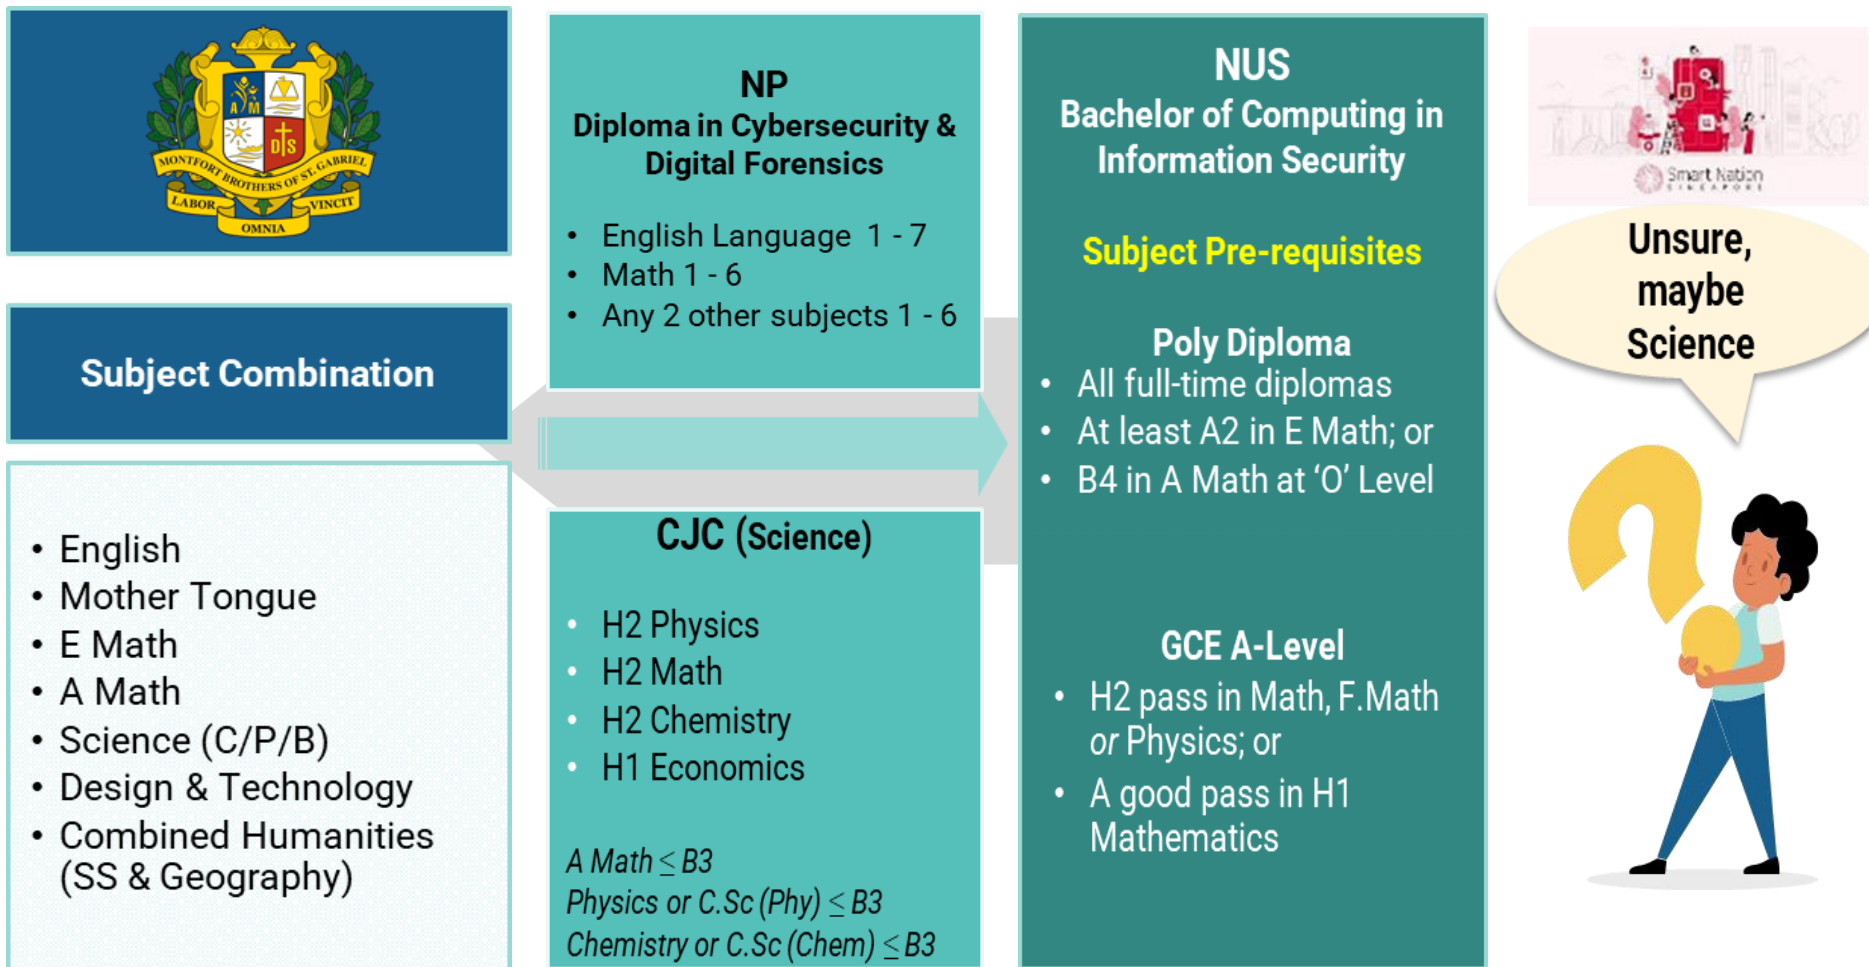 A M
D S
MONTFORT BROTHERS OF ST. GABRIEL
LABOR
OMNIA
VINCIT
Subject Combination
• English
• Mother Tongue
• E Math
• A Math
• Science (C/P/B)
• Design & Technology
• Combined Humanities
(SS & Geography)
NP
Diploma in Cybersecurity &
Digital Forensics
• English Language 1 - 7
• Math 1 - 6
• Any 2 other subjects 1 - 6
CJC (Science)
• H2 Physics
• H2 Math
• H2 Chemistry
• H1 Economics
A Math ≤ B3
Physics or C.Sc (Phy) ≤ B3
Chemistry or C.Sc (Chem) ≤ B3
NUS
Bachelor of Computing in
Information Security
Subject Pre-requisites
Poly Diploma
• All full-time diplomas
• At least A2 in E Math; or
• B4 in A Math at ‘O’ Level
GCE A-Level
• H2 pass in Math, F.Math
or Physics; or
• A good pass in H1
Mathematics
Smart Nation
SINGAPORE
Unsure,
maybe
Science